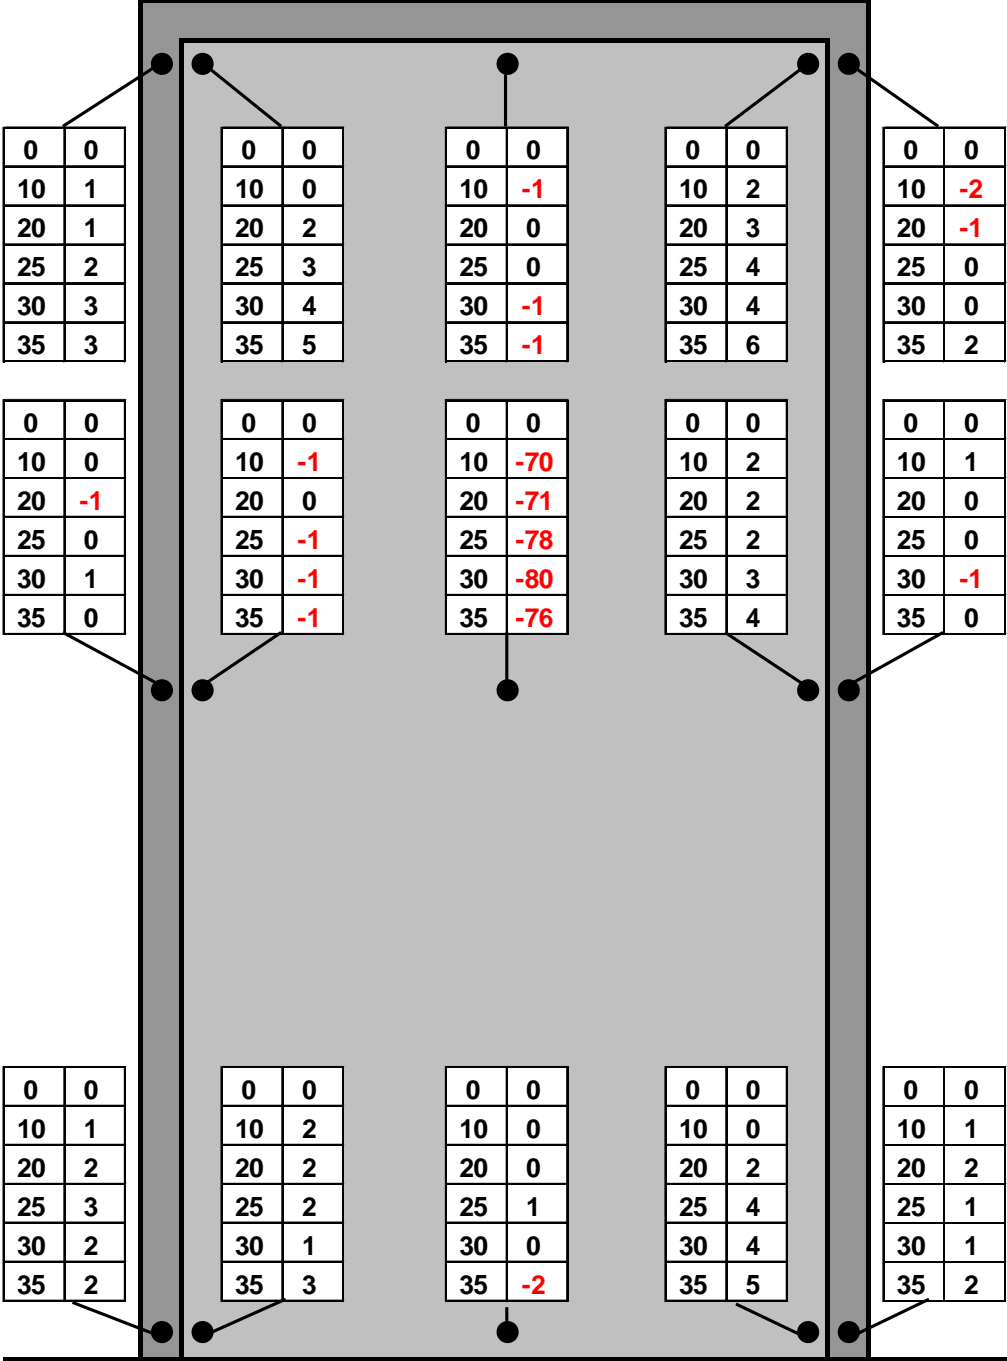 0 0 0 0 0 0 0 0 0 0
10 1 10 0 10 -1 10 2 10 -2
20 1 20 2 20 0 20 3 20 -1
25 2 25 3 25 0 25 4 25 0
30 3 30 4 30 -1 30 4 30 0
35 3 35 5 35 -1 35 6 35 2
0 0 0 0 0 0 0 0 0 0
10 0 10 -1 10 -70 10 2 10 1
20 -1 20 0 20 -71 20 2 20 0
25 0 25 -1 25 -78 25 2 25 0
30 1 30 -1 30 -80 30 3 30 -1
35 0 35 -1 35 -76 35 4 35 0
0 0 0 0 0 0 0 0 0 0
10 1 10 2 10 0 10 0 10 1
20 2 20 2 20 0 20 2 20 2
25 3 25 2 25 1 25 4 25 1
30 2 30 1 30 0 30 4 30 1
35 2 35 3 35 -2 35 5 35 2